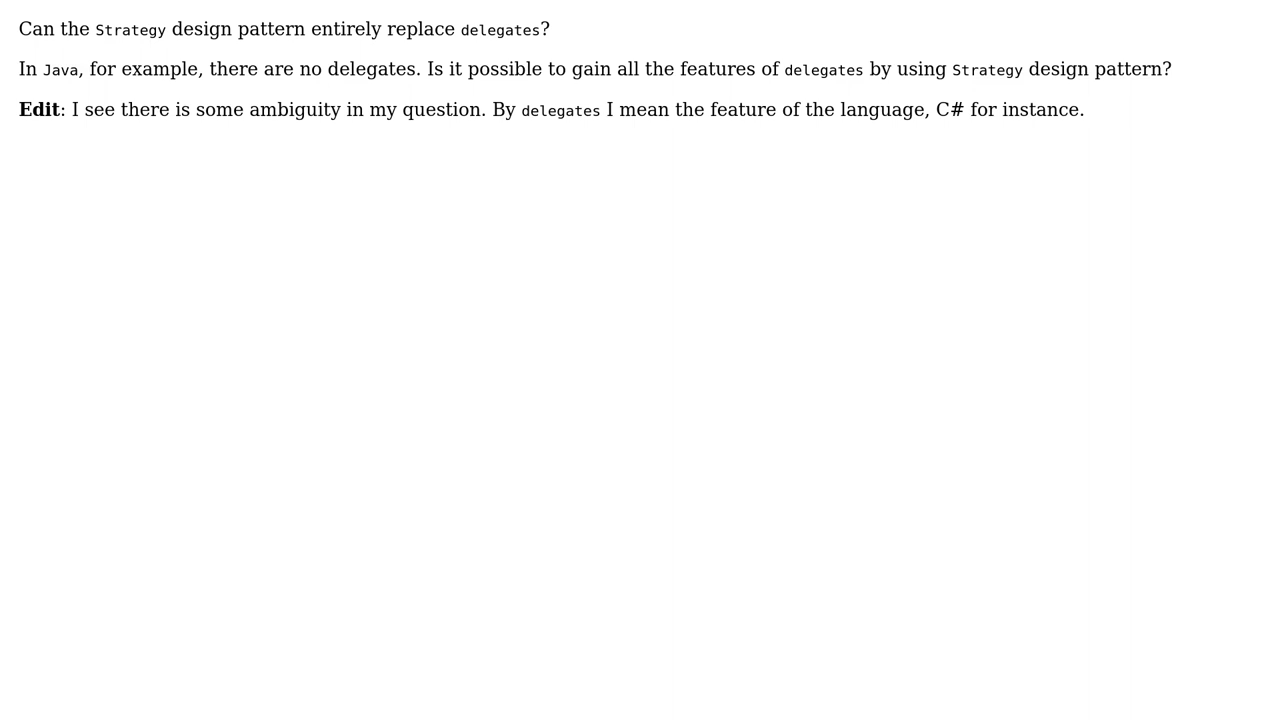 Can the Strategy design pattern entirely replace delegates?
In Java, for example, there are no delegates. Is it possible to gain all the features of delegates by using Strategy design pattern?
Edit: I see there is some ambiguity in my question. By delegates I mean the feature of the language, C# for instance.